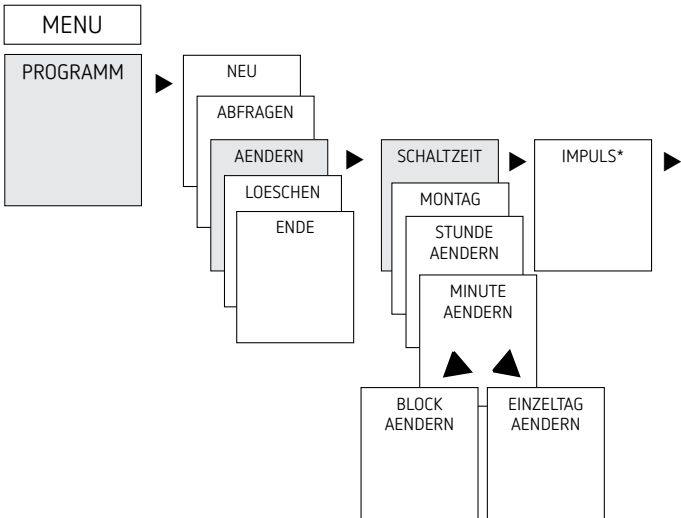 MENU
PROGRAMM
NEU
ABFRAGEN
AENDERN
LOESCHEN
ENDE
SCHALTZEIT
MONTAG
STUNDE
AENDERN
MINUTE
AENDERN
BLOCK
AENDERN
EINZELTAG
AENDERN
IMPULS*